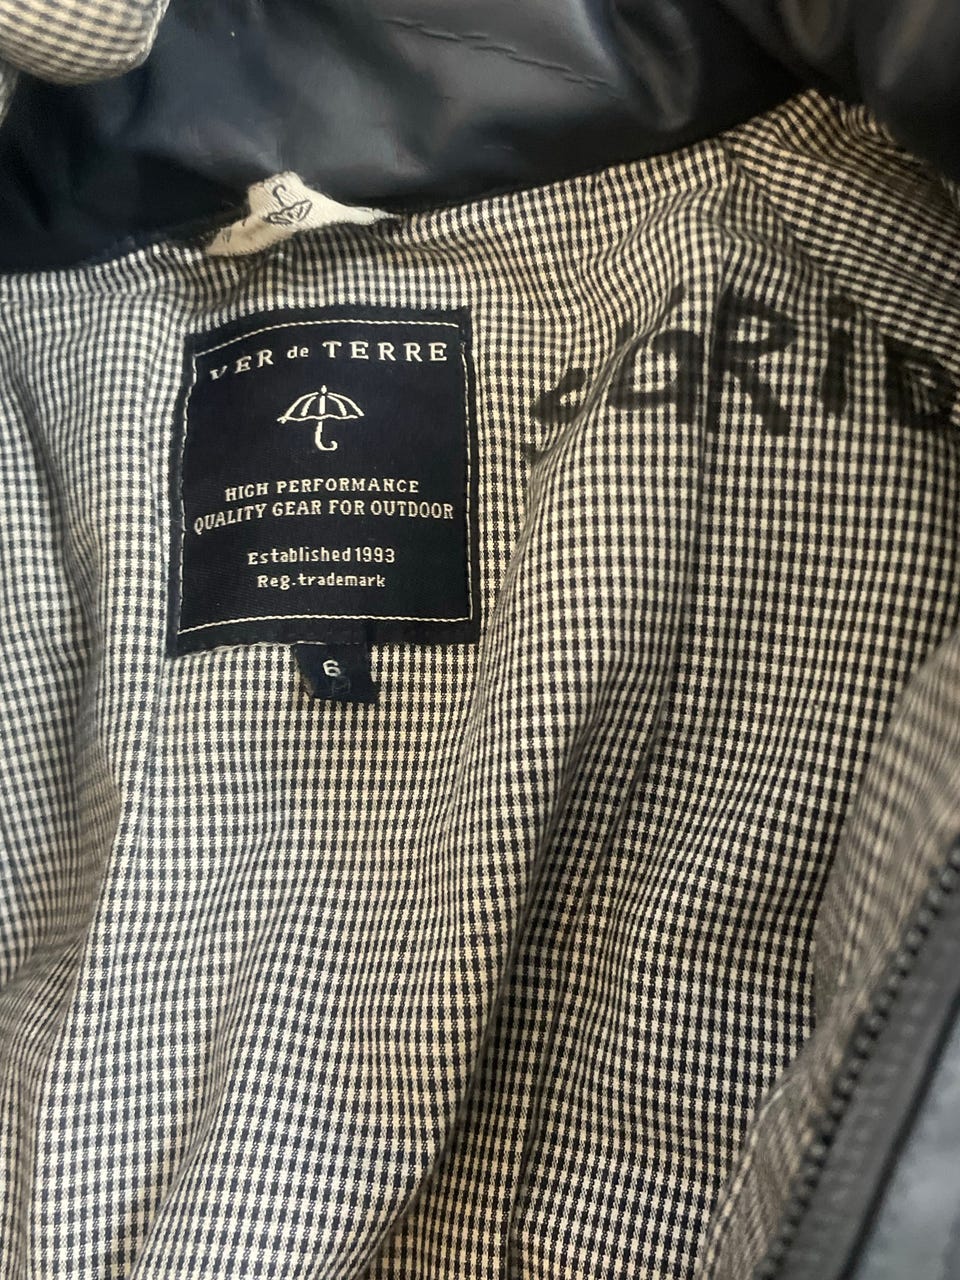 VER de TERRE
HIGH PERFORMANCE
QUALITY GEAR FOR OUTDOOR
Established 1993
Reg. trademark
6